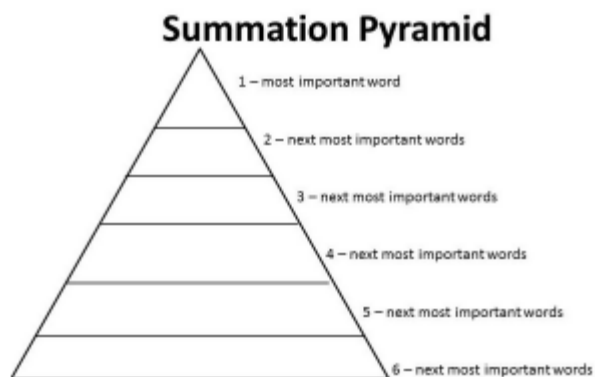 Summation Pyramid
1 – most important word
2 – next most important words
3 – next most important words
4 – next most important words
5 – next most important words
6 – next most important words